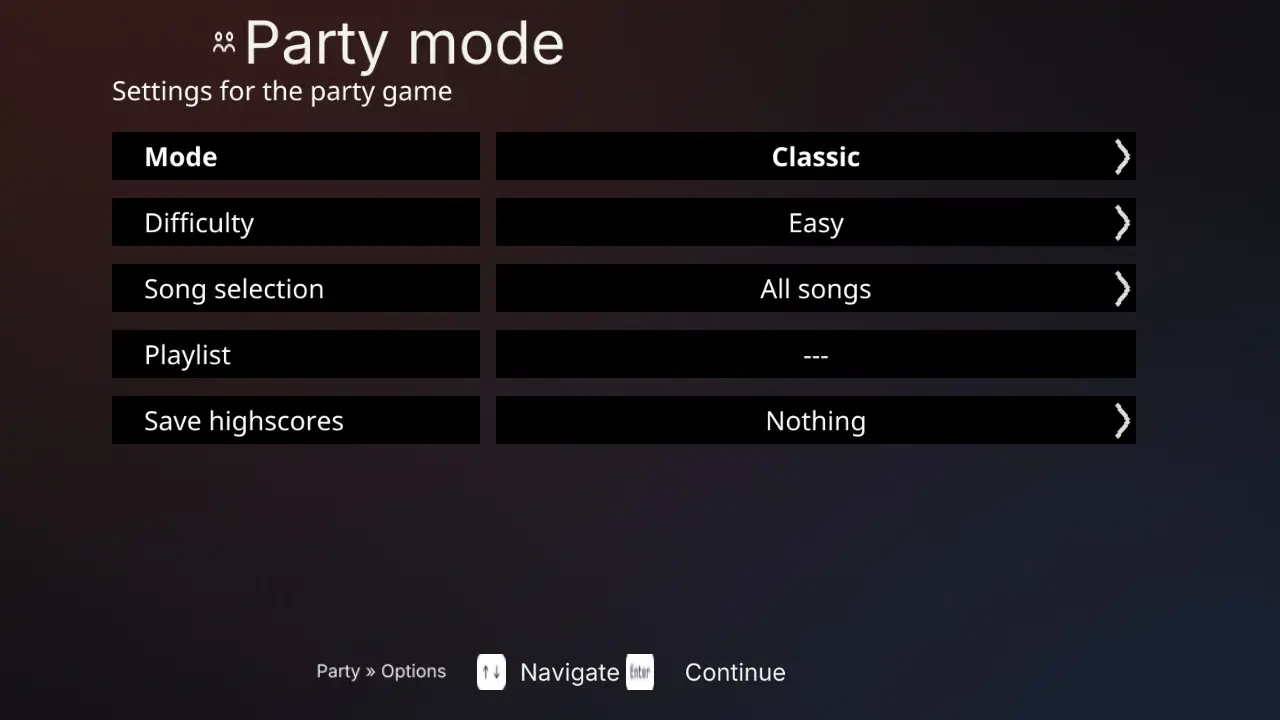 Party mode
Settings for the party game
Mode Classic
Difficulty Easy
Song selection All songs
Playlist ---
Save highscores Nothing
Party » Options ↑↓ Navigate Enter Continue